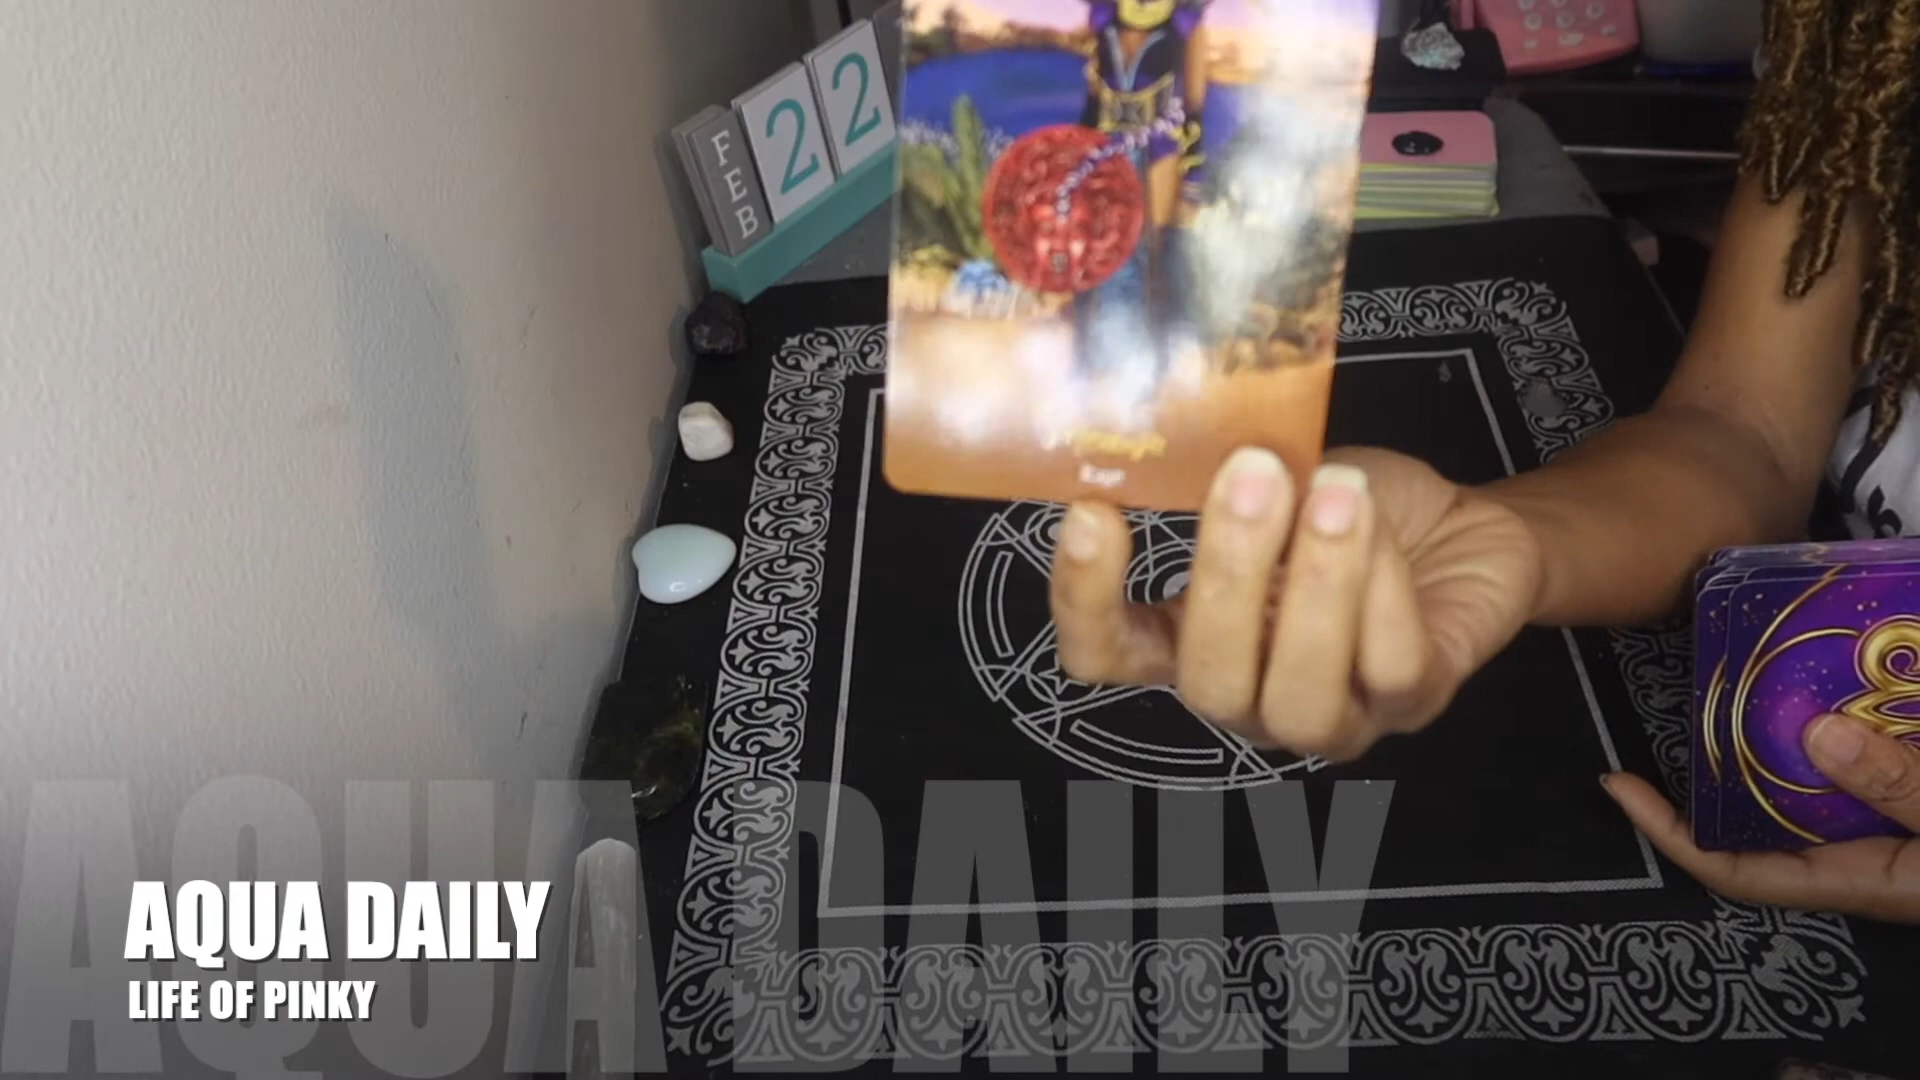 FEB
22
AQUA DAILY
AQUA DAILY
LIFE OF PINKY